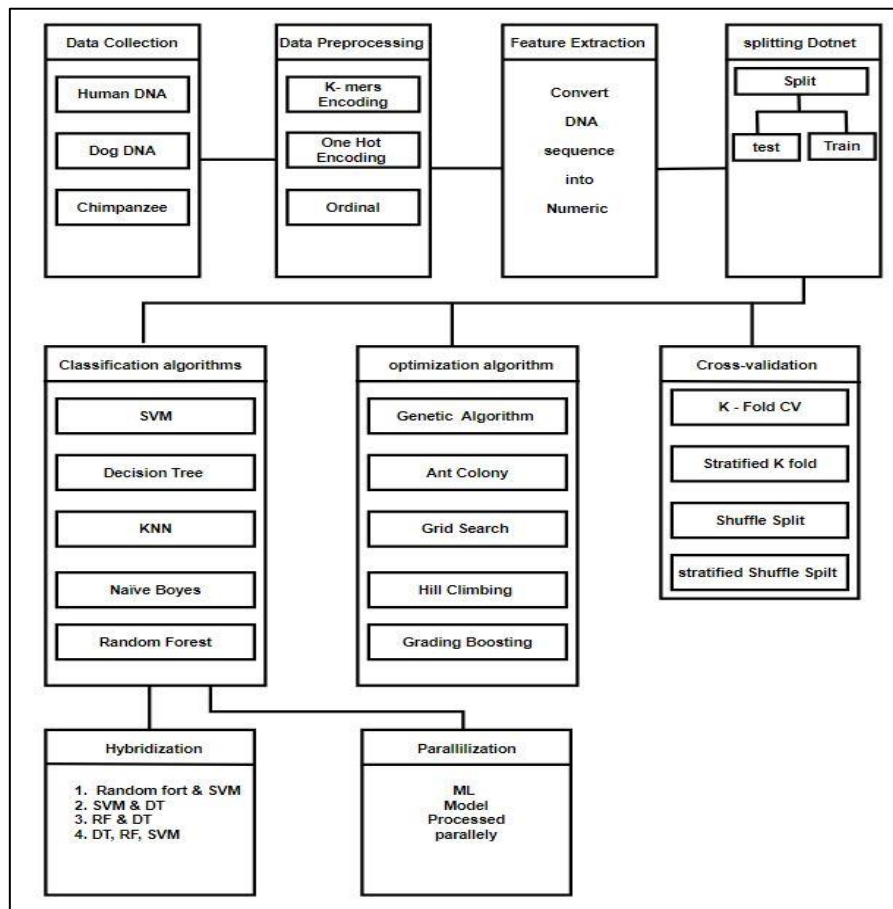 Data Collection
Human DNA
Dog DNA
Chimpanzee
Data Preprocessing
K- mers
Encoding
One Hot
Encoding
Ordinal
Feature Extraction
Convert
DNA
sequence
into
Numeric
splitting Dotnet
Split
test
Train
Classification algorithms
SVM
Decision Tree
KNN
Naïve Boyes
Random Forest
optimization algorithm
Genetic Algorithm
Ant Colony
Grid Search
Hill Climbing
Grading Boosting
Cross-validation
K - Fold CV
Stratified K fold
Shuffle Split
stratified Shuffle Spilt
Hybridization
1. Random fort & SVM
2. SVM & DT
3. RF & DT
4. DT, RF, SVM
Parallilization
ML
Model
Processed
parallely